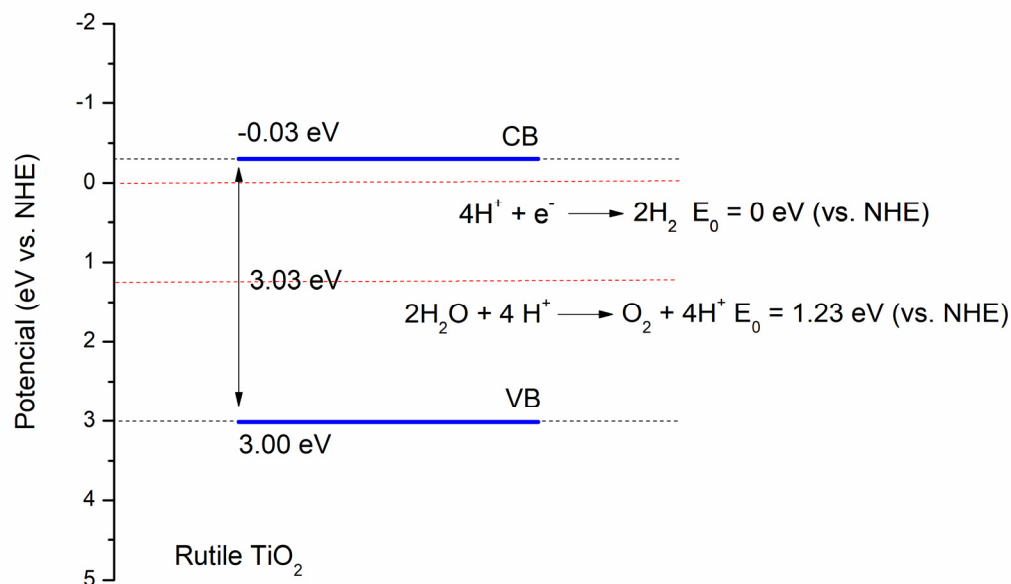 Potencial (eV vs. NHE)
-2
-1
0
1
2
3
4
5
-0.03 eV
CB
4H⁺ + e⁻ → 2H₂ E₀ = 0 eV (vs. NHE)
3.03 eV
2H₂O + 4 H⁺ → O₂ + 4H⁺ E₀ = 1.23 eV (vs. NHE)
VB
3.00 eV
Rutile TiO₂